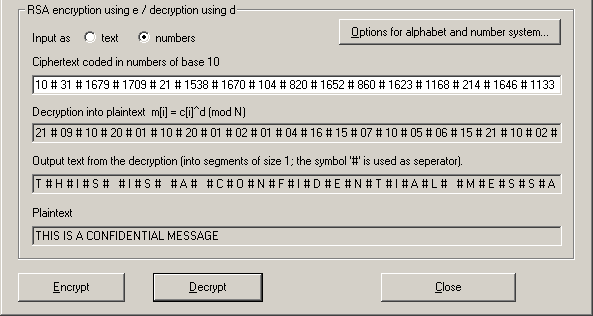 RSA encryption using e / decryption using d
Input as text numbers Options for alphabet and number system...
Ciphertext coded in numbers of base 10
10 # 31 # 1679 # 1709 # 21 # 1538 # 1670 # 104 # 820 # 1652 # 860 # 1623 # 1168 # 214 # 1646 # 1133
Decryption into plaintext m[i] = c[i]^d (mod N)
21 # 09 # 10 # 20 # 01 # 10 # 20 # 01 # 02 # 01 # 04 # 16 # 15 # 07 # 10 # 05 # 06 # 15 # 21 # 10 # 02 #
Output text from the decryption (into segments of size 1; the symbol '#' is used as seperator).
T # H # I # S # # I # S # # A # # C # O # N # F # I # D # E # N # T # I # A # L # # M # E # S # S # A
Plaintext
THIS IS A CONFIDENTIAL MESSAGE
Encrypt Decrypt Close